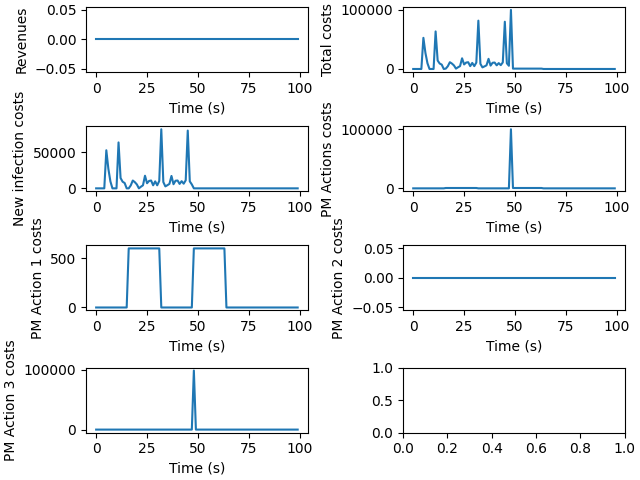 Revenues
0.05
0.00
−0.05
0 25 50 75 100
Time (s)
Total costs
100000
0
0 25 50 75 100
Time (s)
New infection costs
50000
0
0 25 50 75 100
Time (s)
PM Actions costs
100000
0
0 25 50 75 100
Time (s)
PM Action 1 costs
500
0
0 25 50 75 100
Time (s)
PM Action 2 costs
0.05
0.00
−0.05
0 25 50 75 100
Time (s)
PM Action 3 costs
100000
0
0 25 50 75 100
Time (s)
1.0
0.5
0.0
0.0 0.2 0.4 0.6 0.8 1.0